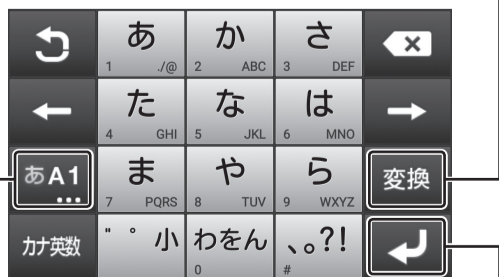 あ か さ
1 ./@ 2 ABC 3 DEF
た な は
4 GHI 5 JKL 6 MNO
あA1 ... ま や ら 変換
7 PQRS 8 TUV 9 WXYZ
カナ英数 ゛ ゜ 小 わをん 、。?!
0 #